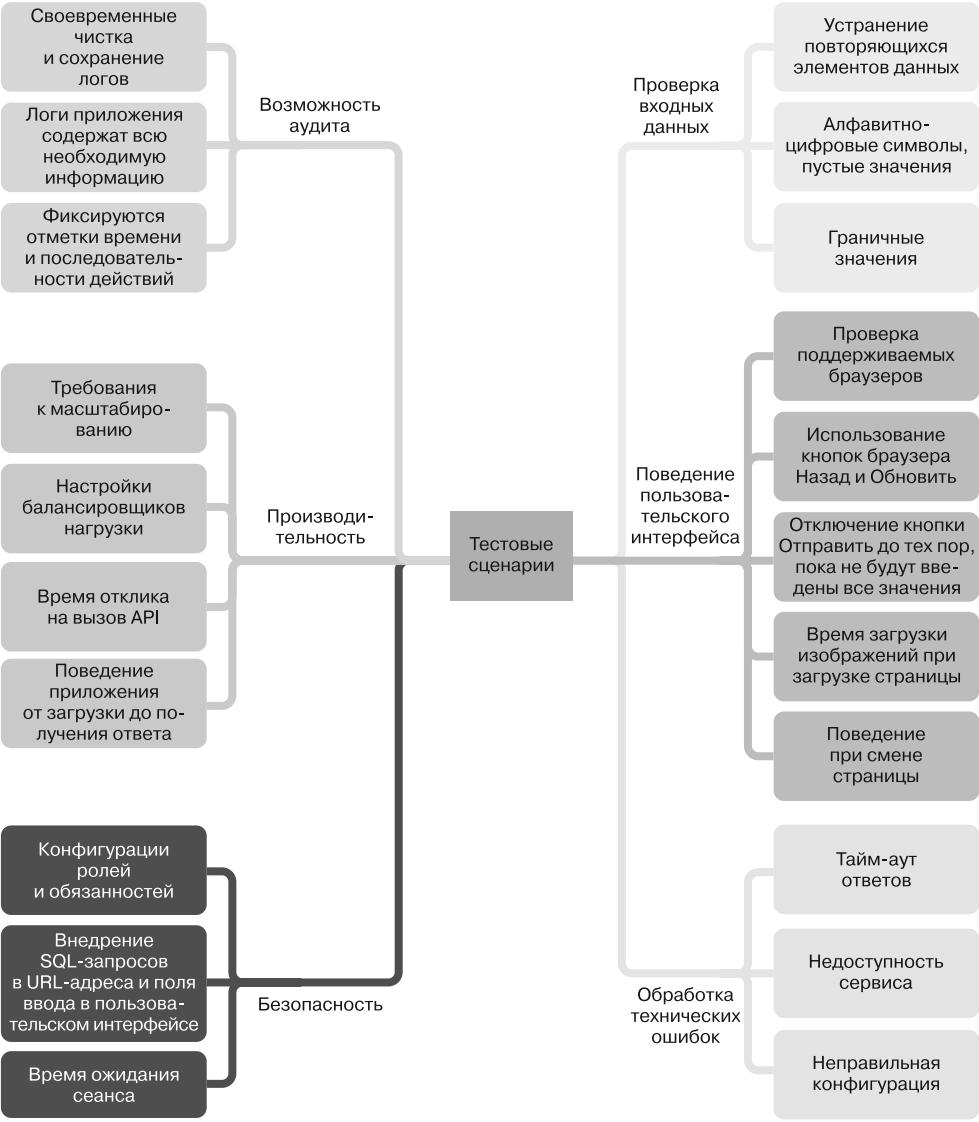 Своевременные
чистка
и сохранение
логов
Логи приложения
содержат всю
необходимую
информацию
Фиксируются
отметки времени
и последователь-
ности действий
Возможность
аудита
Требования
к масштабиро-
ванию
Настройки
балансировщиков
нагрузки
Время отклика
на вызов API
Поведение
приложения
от загрузки до по-
лучения ответа
Производи-
тельность
Конфигурации
ролей
и обязанностей
Внедрение
SQL-запросов
в URL-адреса и поля
ввода в пользова-
тельском интерфейсе
Время ожидания
сеанса
Безопасность
Тестовые
сценарии
Проверка
входных
данных
Устранение
повторяющихся
элементов данных
Алфавитно-
цифровые символы,
пустые значения
Граничные
значения
Поведение
пользова-
тельского
интерфейса
Проверка
поддерживаемых
браузеров
Использование
кнопок браузера
Назад и Обновить
Отключение кнопки
Отправить до тех пор,
пока не будут вве-
дены все значения
Время загрузки
изображений при
загрузке страницы
Поведение
при смене
страницы
Обработка
технических
ошибок
Тайм-аут
ответов
Недоступность
сервиса
Неправильная
конфигурация